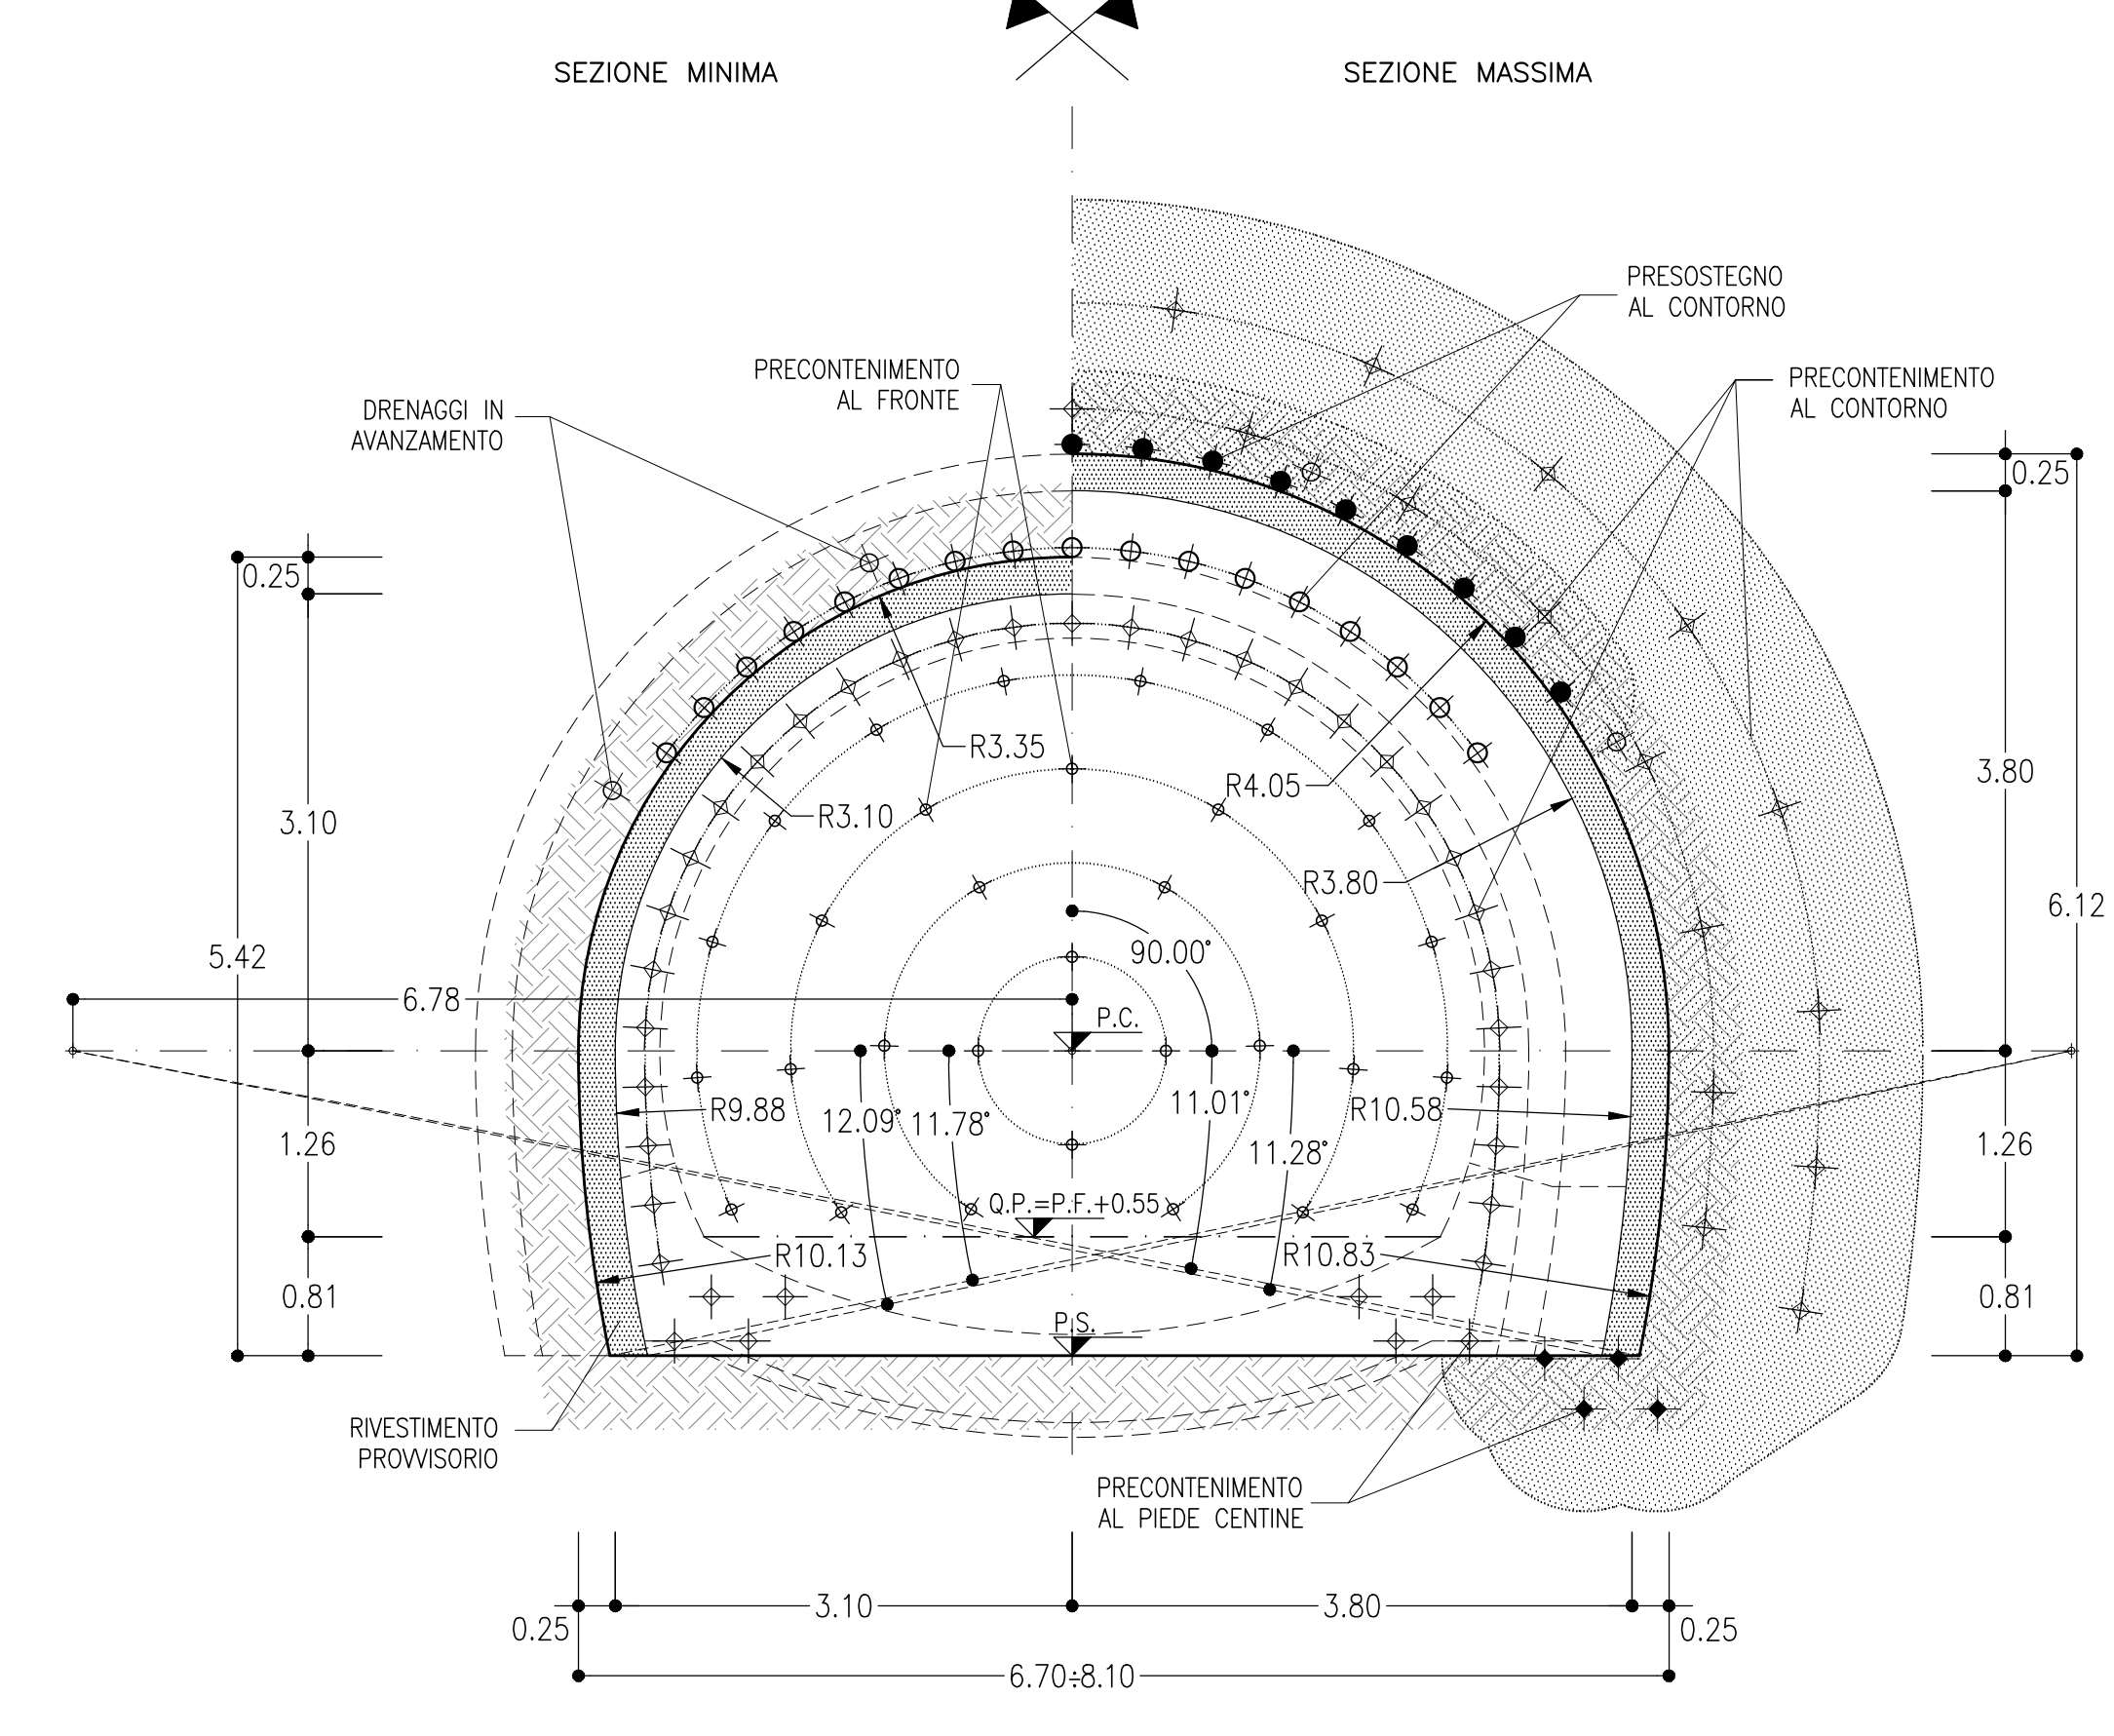 SEZIONE MINIMA
SEZIONE MASSIMA
PRESOSTEGNO
AL CONTORNO
PRECONTENIMENTO
AL FRONTE
PRECONTENIMENTO
AL CONTORNO
DRENAGGI IN
AVANZAMENTO
0.25
0.25
R3.35
R4.05
3.80
R3.10
3.10
R3.80
6.12
90.00°
5.42
6.78
P.C.
R9.88
12.09°
11.78°
11.01°
R10.58
1.26
11.28°
1.26
Q.P.=P.F.+0.55
R10.13
R10.83
0.81
0.81
P.S.
RIVESTIMENTO
PROVVISORIO
PRECONTENIMENTO
AL PIEDE CENTINE
3.10
3.80
0.25
0.25
6.70÷8.10